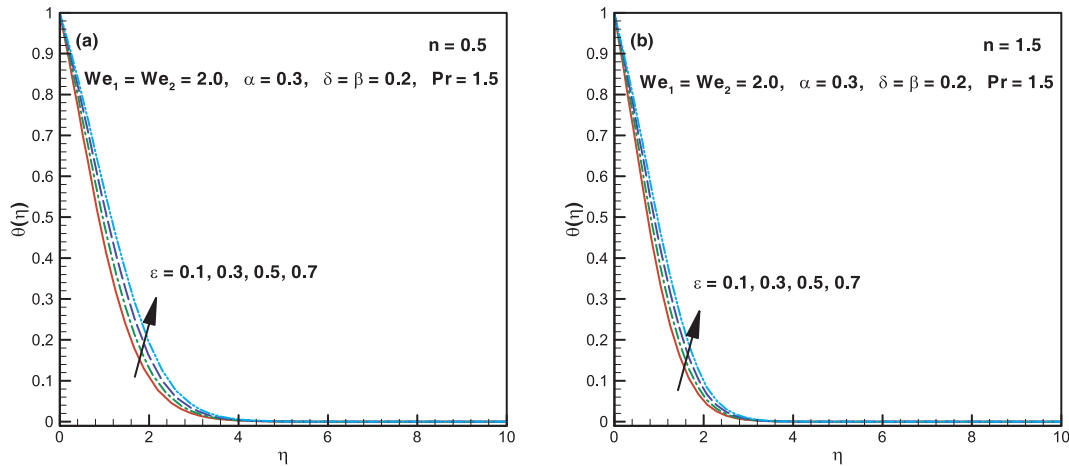 (a)
n = 0.5
We₁ = We₂ = 2.0, α = 0.3, δ = β = 0.2, Pr = 1.5
ε = 0.1, 0.3, 0.5, 0.7
θ(η)
1
0.9
0.8
0.7
0.6
0.5
0.4
0.3
0.2
0.1
0
0 2 4 6 8 10
η
(b)
n = 1.5
We₁ = We₂ = 2.0, α = 0.3, δ = β = 0.2, Pr = 1.5
ε = 0.1, 0.3, 0.5, 0.7
θ(η)
1
0.9
0.8
0.7
0.6
0.5
0.4
0.3
0.2
0.1
0
0 2 4 6 8 10
η